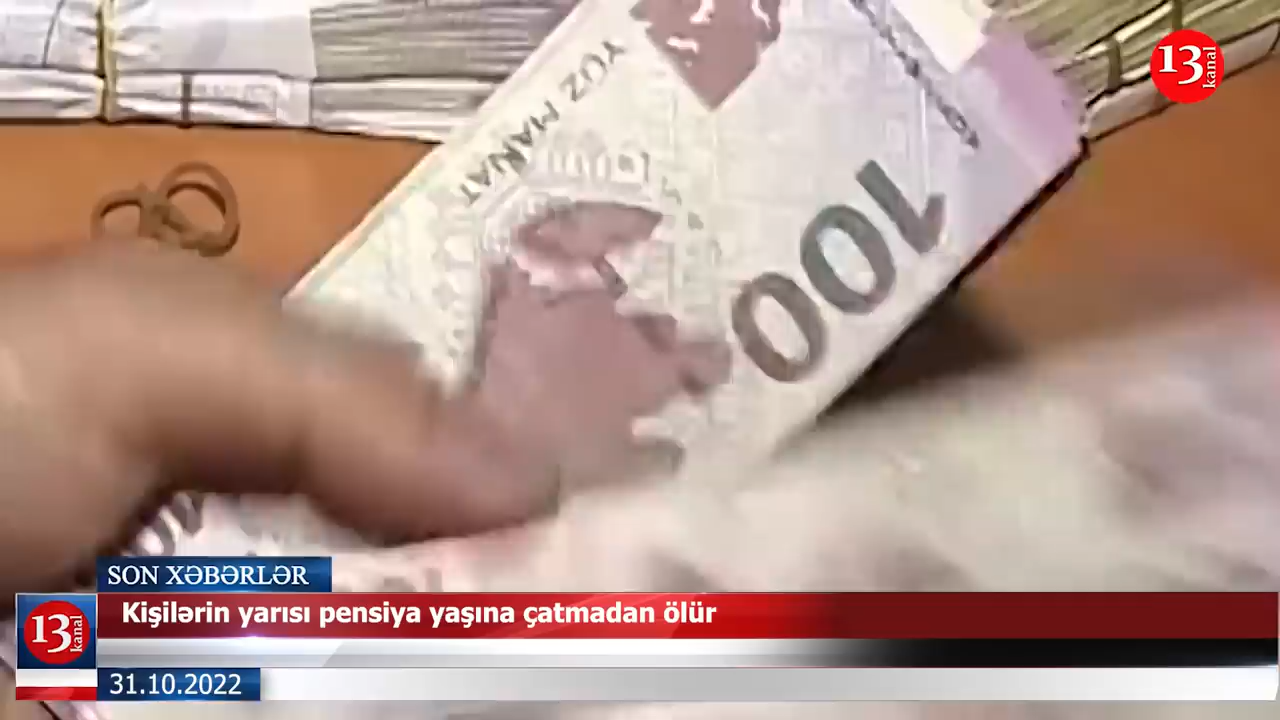 13
kanal
YÜZ MANAT
100
SON XƏBƏRLƏR
Kişilərin yarısı pensiya yaşına çatmadan ölür
13
kanal
31.10.2022